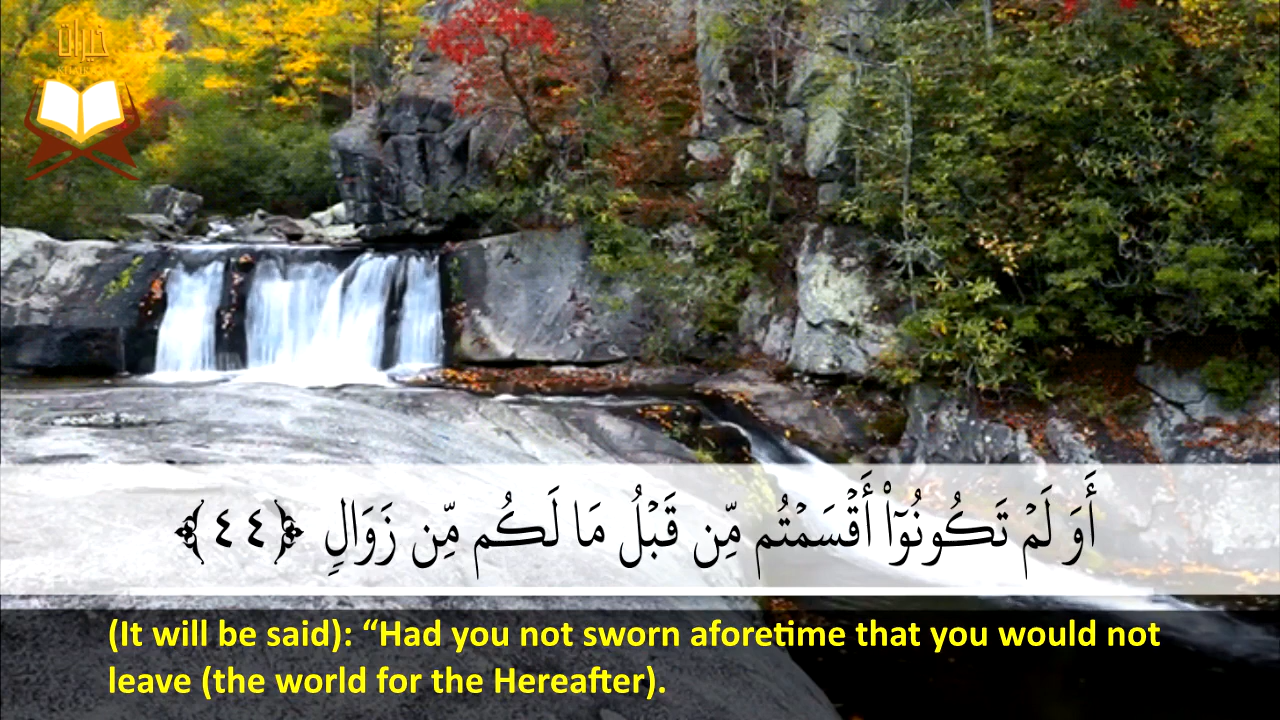 جيران
أَوَ لَمْ تَكُونُوٓا۟ أَقْسَمْتُم مِّن قَبْلُ مَا لَكُم مِّن زَوَالٍ ﴿٤٤﴾
(It will be said): “Had you not sworn aforetime that you would not
leave (the world for the Hereafter).